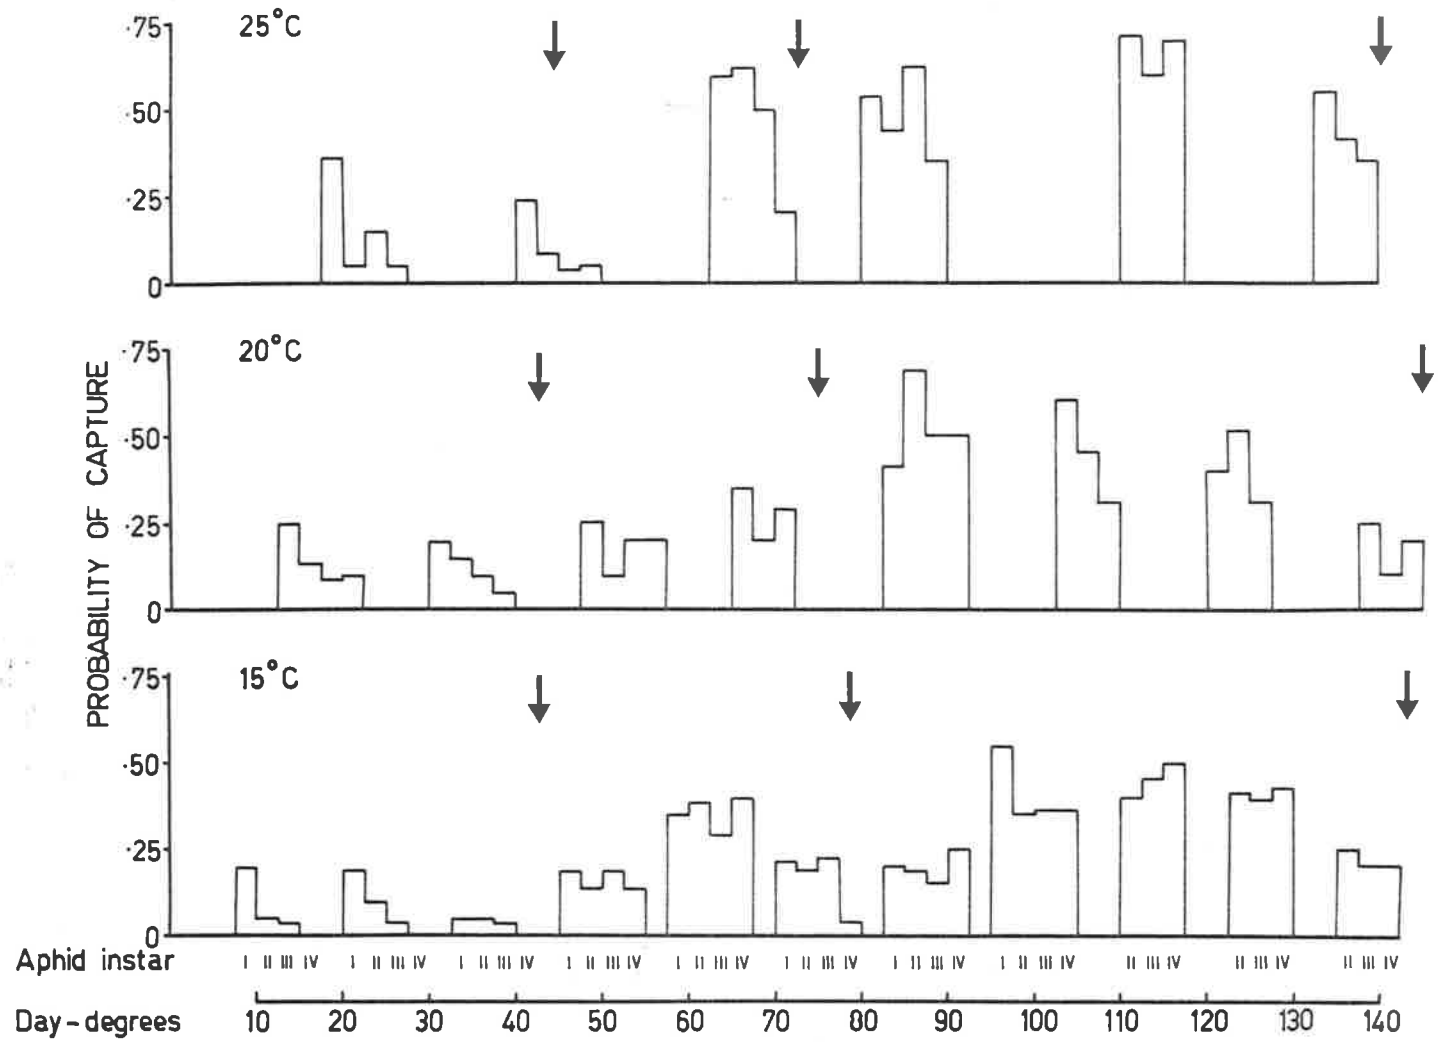 25°C
·75
·50
·25
0
20°C
·75
·50
·25
0
15°C
·75
·50
·25
0
PROBABILITY OF CAPTURE
Aphid instar I II III IV I II III IV I II III IV I II III IV I II III IV I II III IV I II III IV I II III IV II III IV II III IV II III IV
Day-degrees 10 20 30 40 50 60 70 80 90 100 110 120 130 140